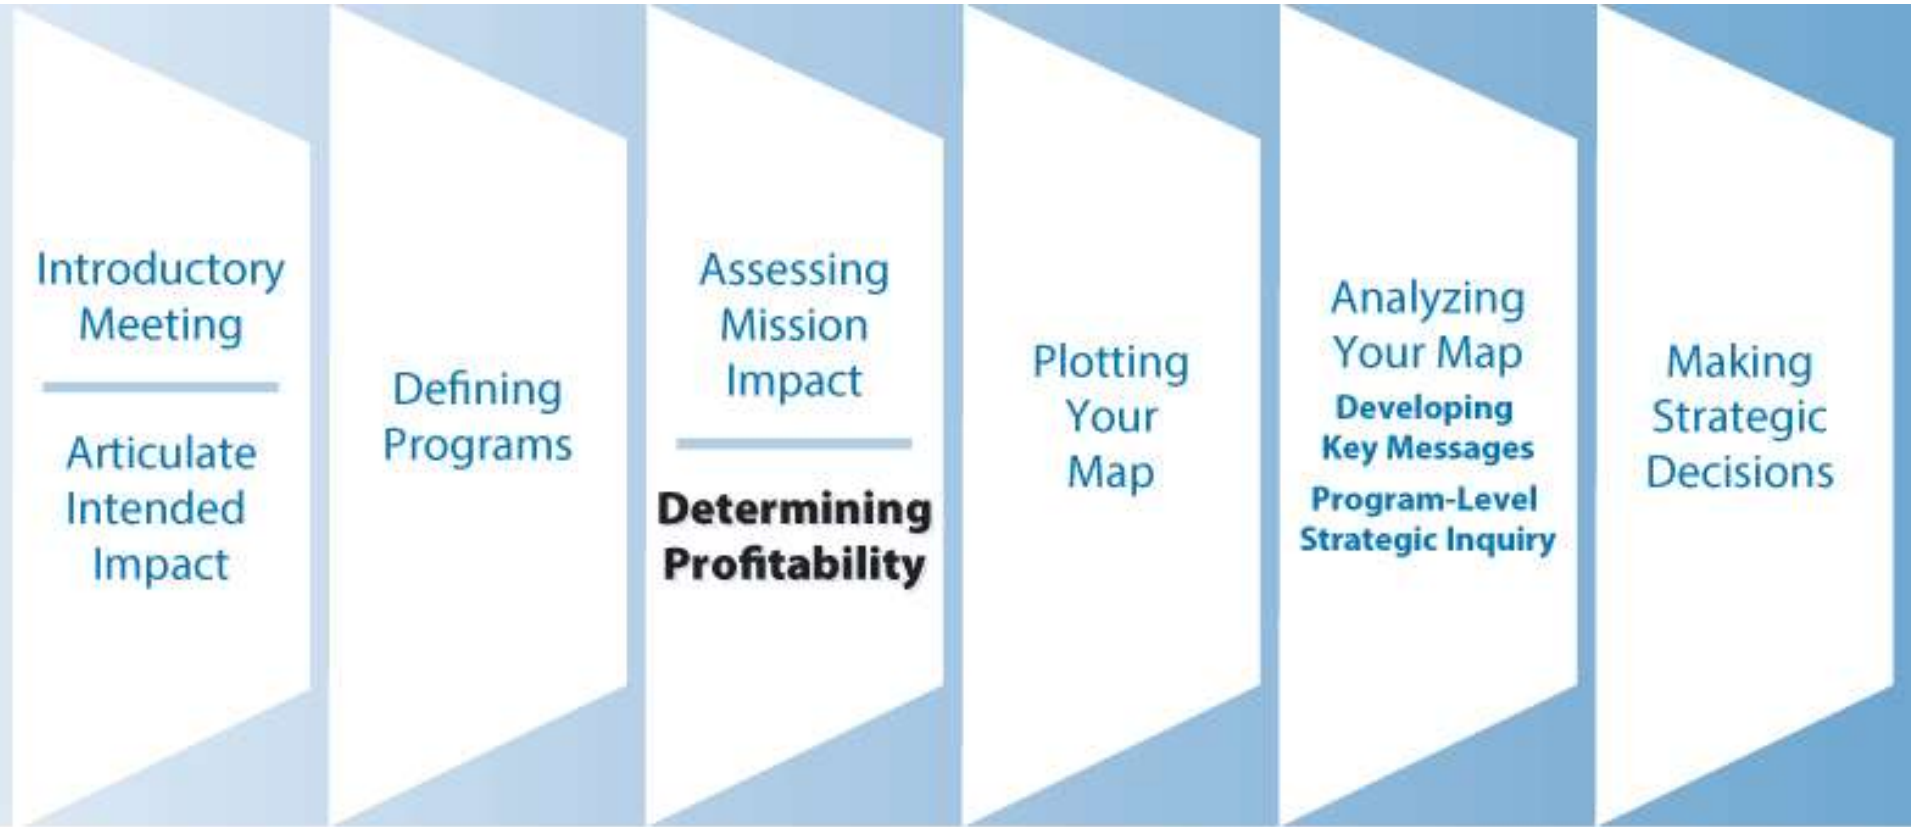 Introductory
Meeting
Articulate
Intended
Impact
Defining
Programs
Assessing
Mission
Impact
Determining
Profitability
Plotting
Your
Map
Analyzing
Your Map
Developing
Key Messages
Program-Level
Strategic Inquiry
Making
Strategic
Decisions